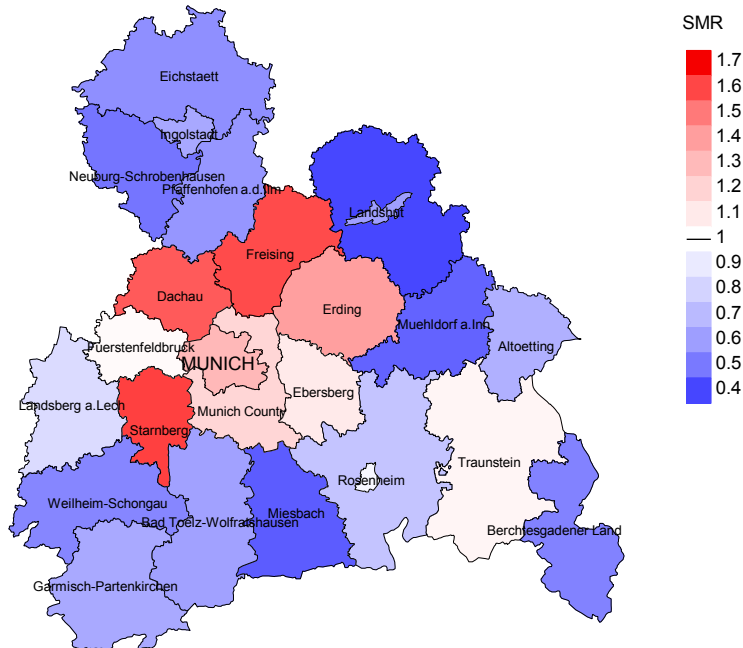 SMR
1.7
1.6
1.5
1.4
1.3
1.2
1.1
1
0.9
0.8
0.7
0.6
0.5
0.4
Eichstaett
Ingolstadt
Neuburg-Schrobenhausen
Pfaffenhofen a.d.Ilm
Landshut
Freising
Dachau
Erding
Muehldorf a.Inn
Altoetting
Fuerstenfeldbruck
MUNICH
Ebersberg
Landsberg a.Lech
Munich County
Starnberg
Traunstein
Rosenheim
Weilheim-Schongau
Miesbach
Bad Toelz-Wolfratshausen
Berchtesgadener Land
Garmisch-Partenkirchen